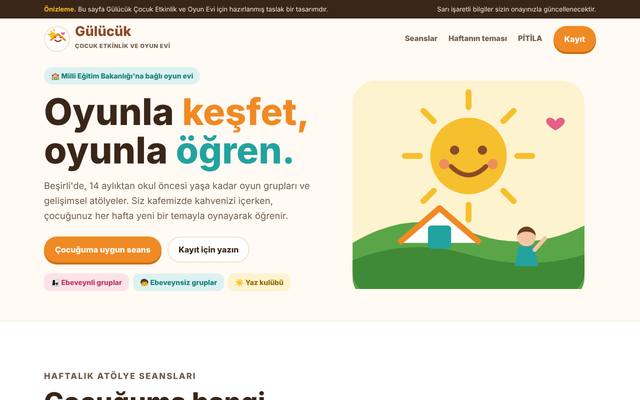 Önizleme. Bu sayfa Gülücük Çocuk Etkinlik ve Oyun Evi için hazırlanmış taslak bir tasarımdır.
Sarı işaretli bilgiler sizin onayınızla güncellenecektir.
Gülücük
ÇOCUK ETKİNLİK VE OYUN EVİ
Seanslar
Haftanın teması
PİTİLA
Kayıt
Milli Eğitim Bakanlığı'na bağlı oyun evi
Oyunla keşfet,
oyunla öğren.
Beşirli'de, 14 aylıktan okul öncesi yaşa kadar oyun grupları ve
gelişimsel atölyeler. Siz kafemizde kahvenizi içerken,
çocuğunuz her hafta yeni bir temayla oynayarak öğrenir.
Çocuğuma uygun seans
Kayıt için yazın
Ebeveynli gruplar
Ebeveynsiz gruplar
Yaz kulübü
HAFTALIK ATÖLYE SEANSLARI
Çocuğuma hangi